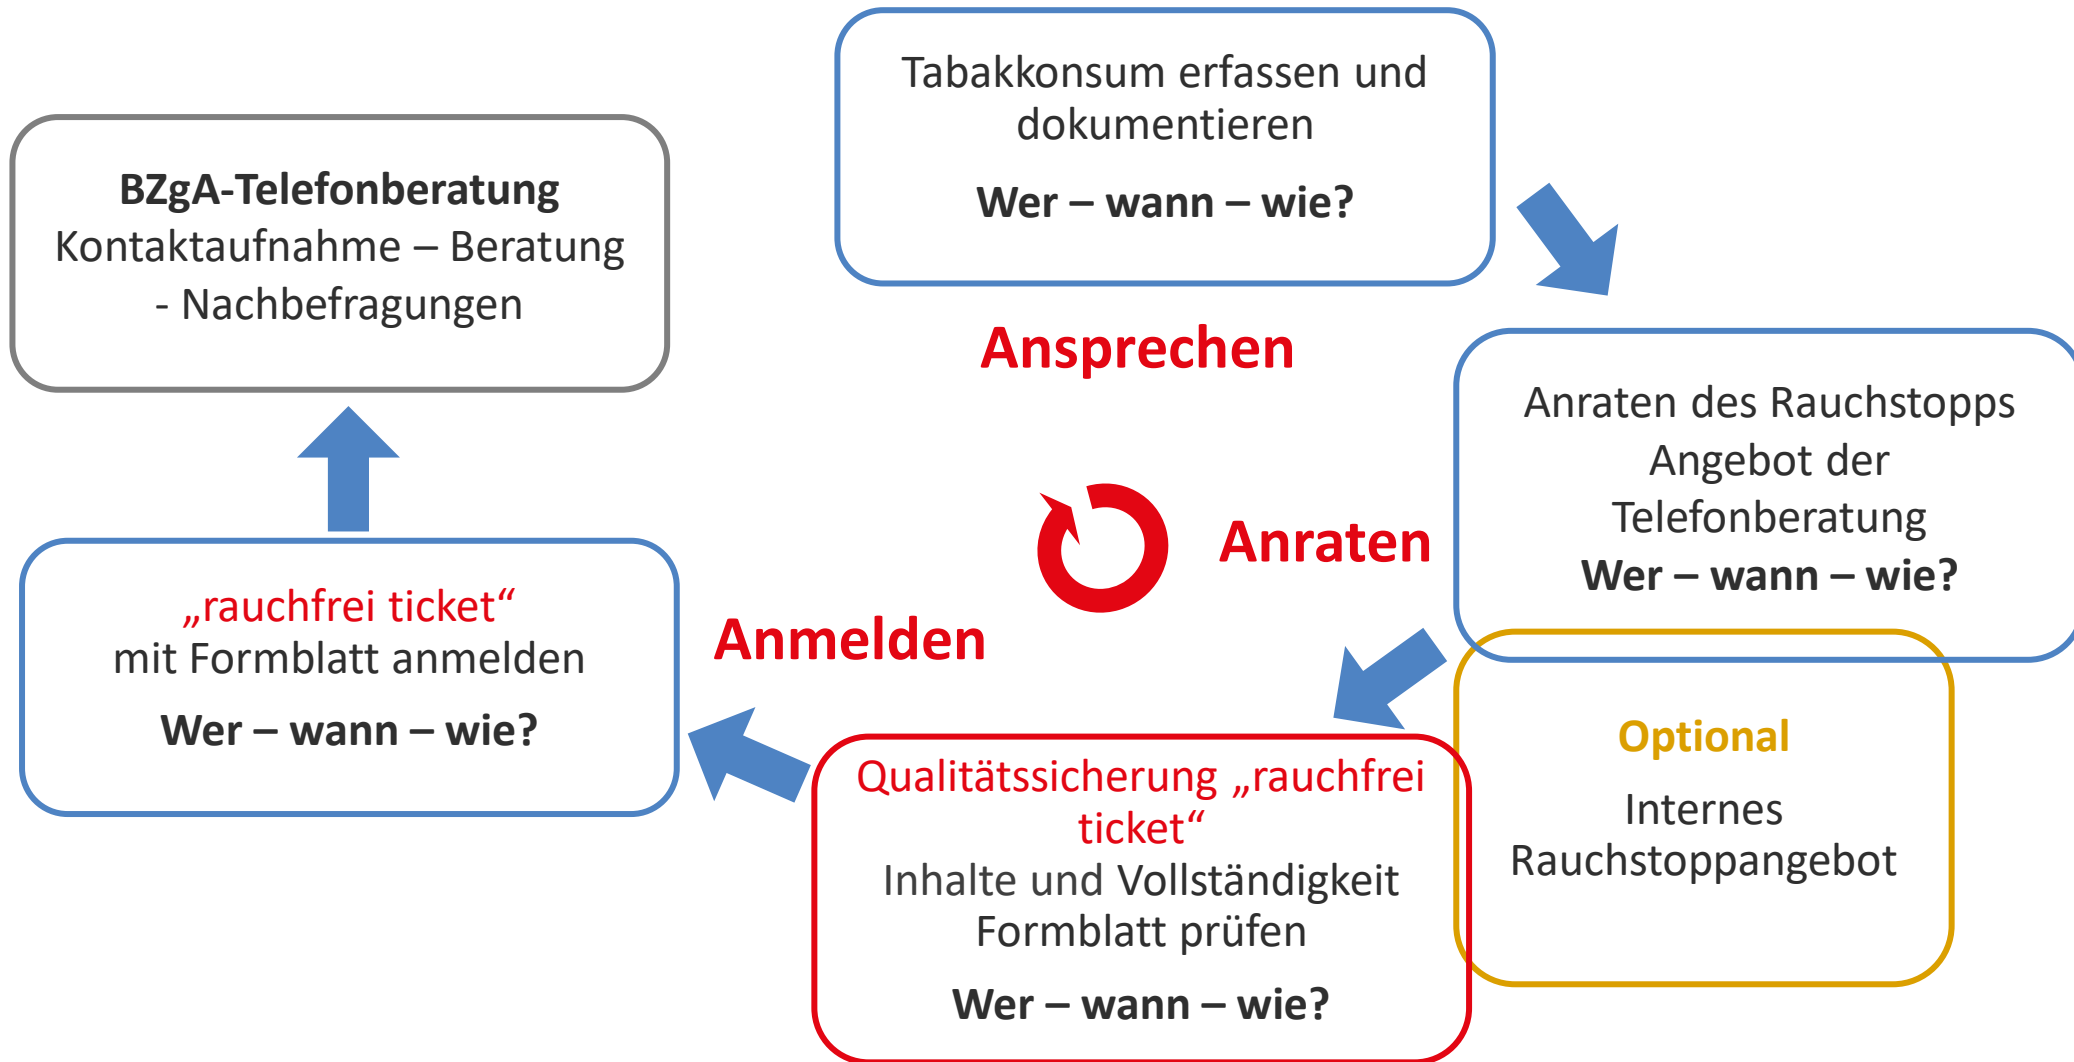 Tabakkonsum erfassen und
dokumentieren
Wer – wann – wie?
BZgA-Telefonberatung
Kontaktaufnahme – Beratung
- Nachbefragungen
Ansprechen
Anraten des Rauchstopps
Angebot der
Telefonberatung
Wer – wann – wie?
Anraten
Anmelden
„rauchfrei ticket“
mit Formblatt anmelden
Wer – wann – wie?
Optional
Internes
Rauchstoppangebot
Qualitätssicherung „rauchfrei
ticket“
Inhalte und Vollständigkeit
Formblatt prüfen
Wer – wann – wie?